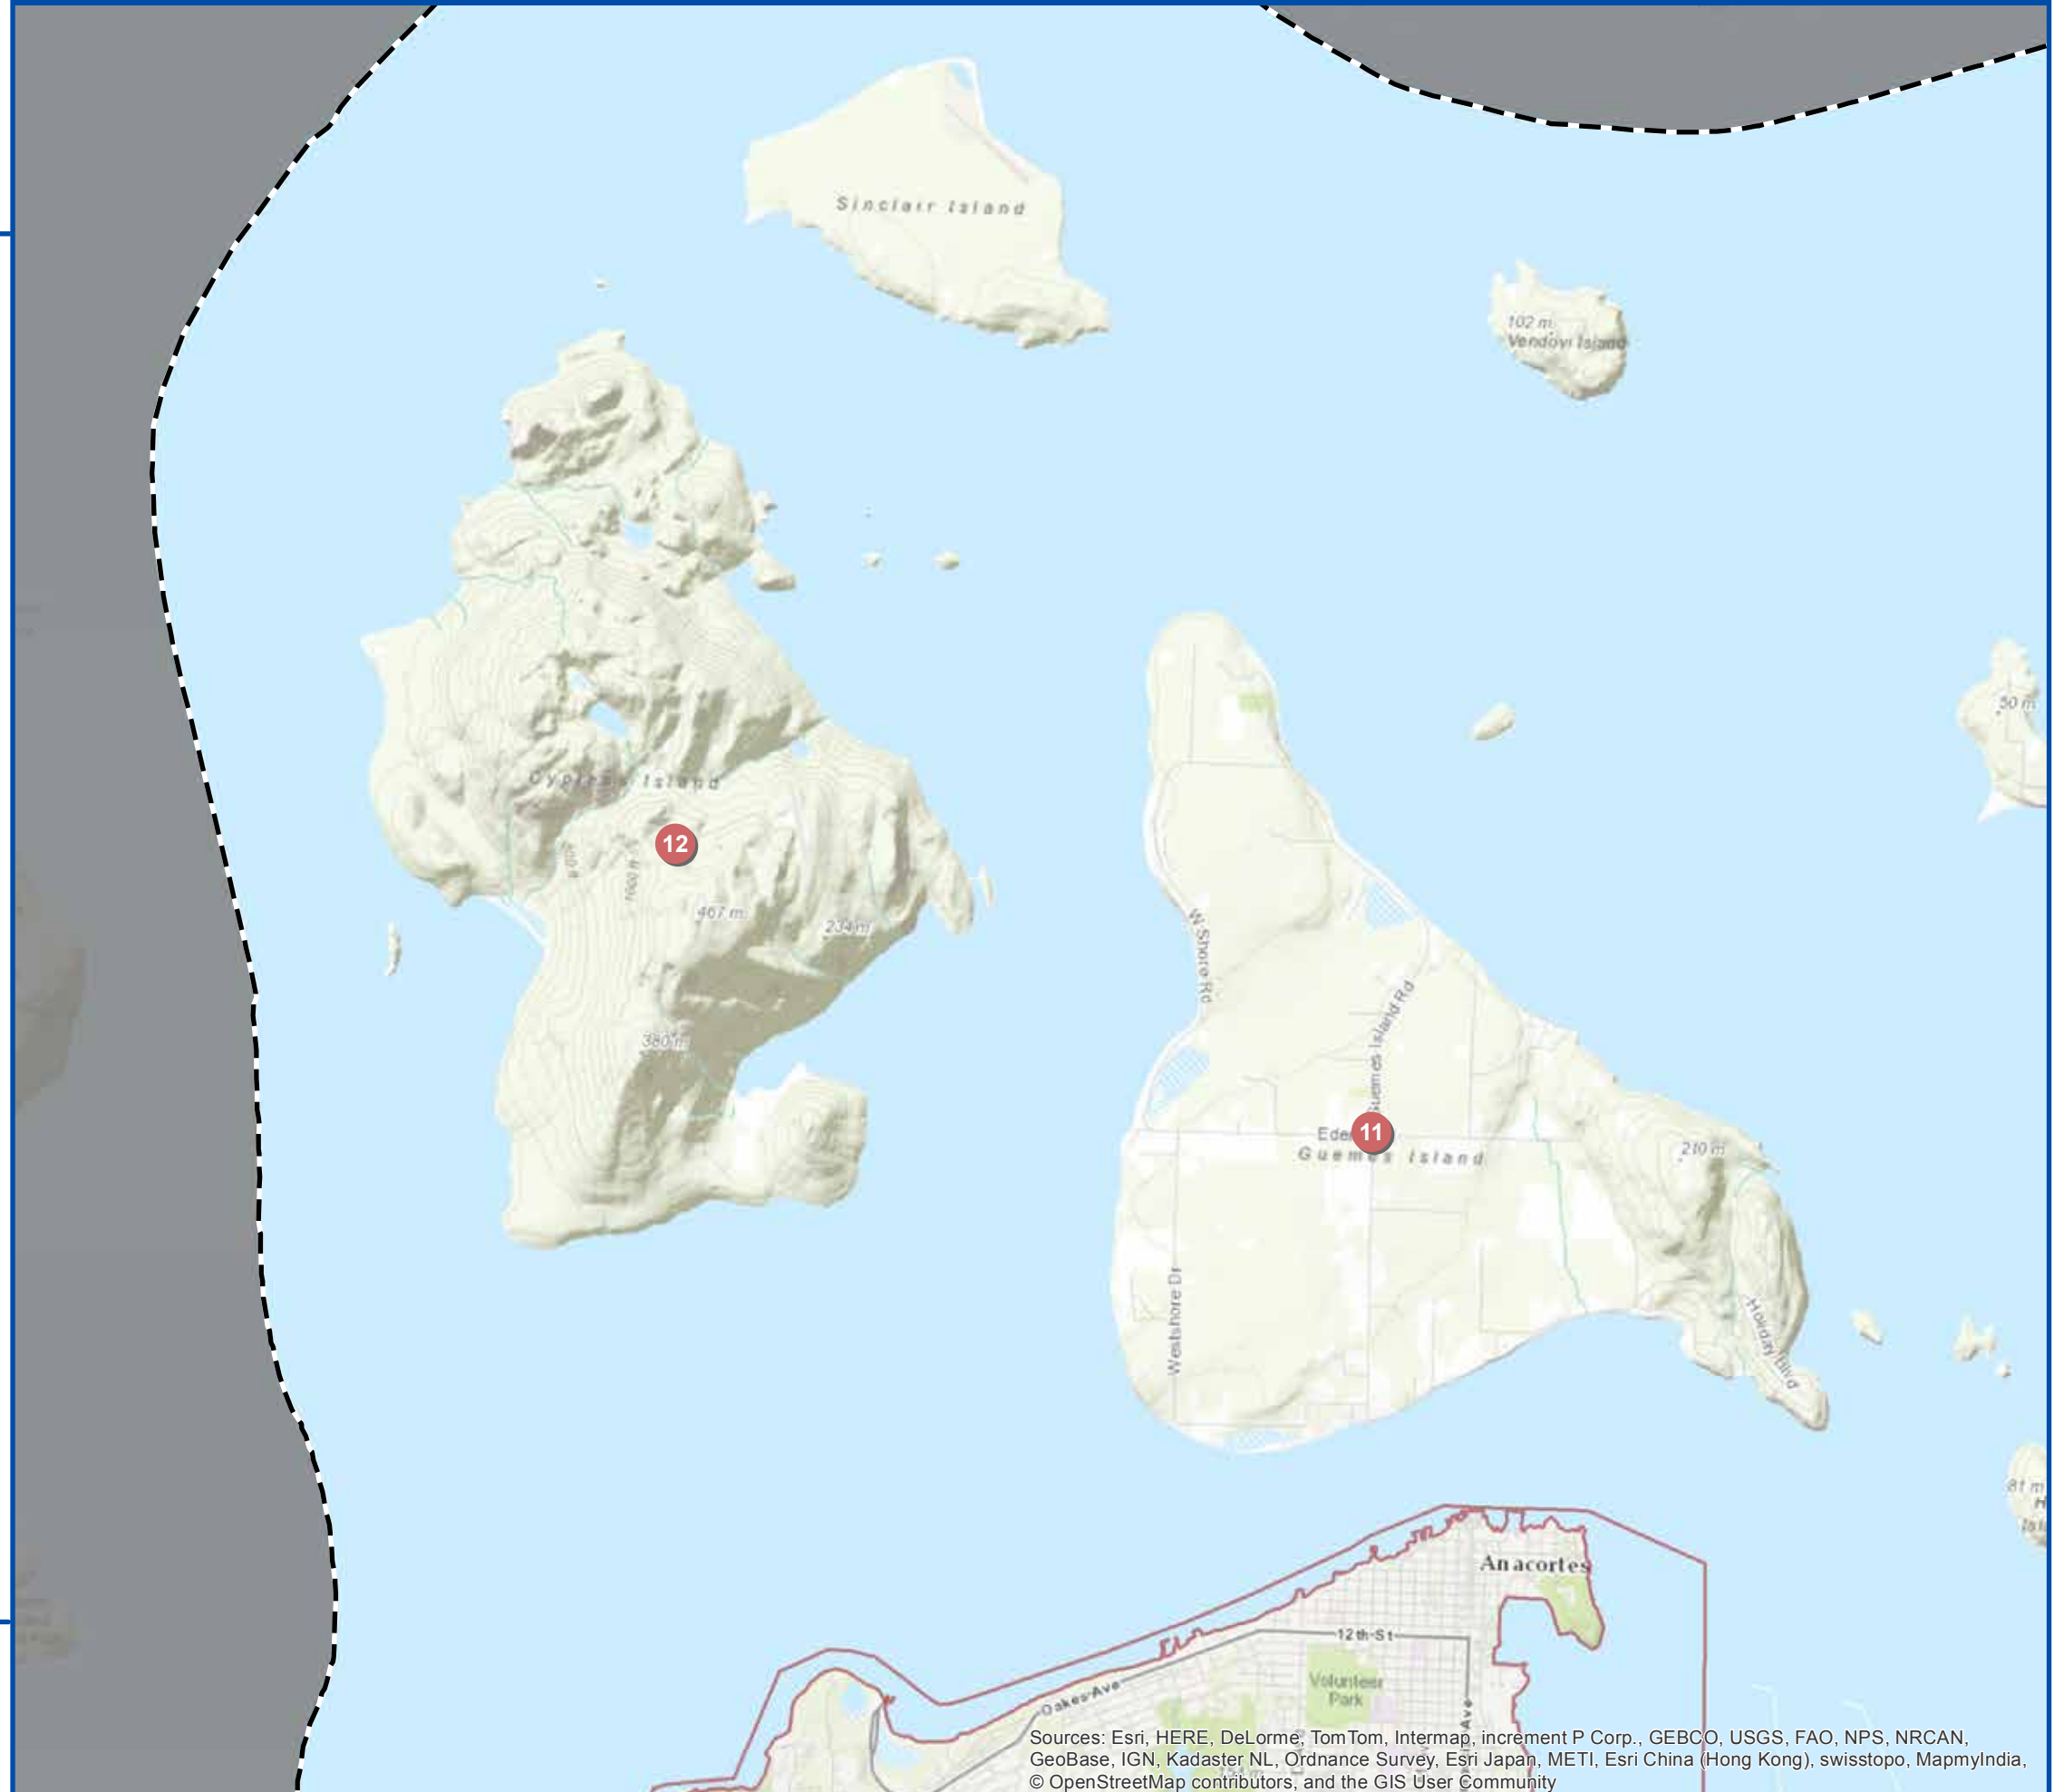 Sinclair Island
102 m
Vendovi Island
50 m
Cypress Island
12
1000 ft
467 m
234 m
W Shore Rd
380 m
Guemes Island Rd
11
Guemes Island
210 m
Westshore Dr
Holiday Blvd
81 m
Anacortes
12th St
Volunteer
Park
Oakes Ave
Ave
Sources: Esri, HERE, DeLorme, TomTom, Intermap, increment P Corp., GEBCO, USGS, FAO, NPS, NRCAN,
GeoBase, IGN, Kadaster NL, Ordnance Survey, Esri Japan, METI, Esri China (Hong Kong), swisstopo, MapmyIndia,
© OpenStreetMap contributors, and the GIS User Community